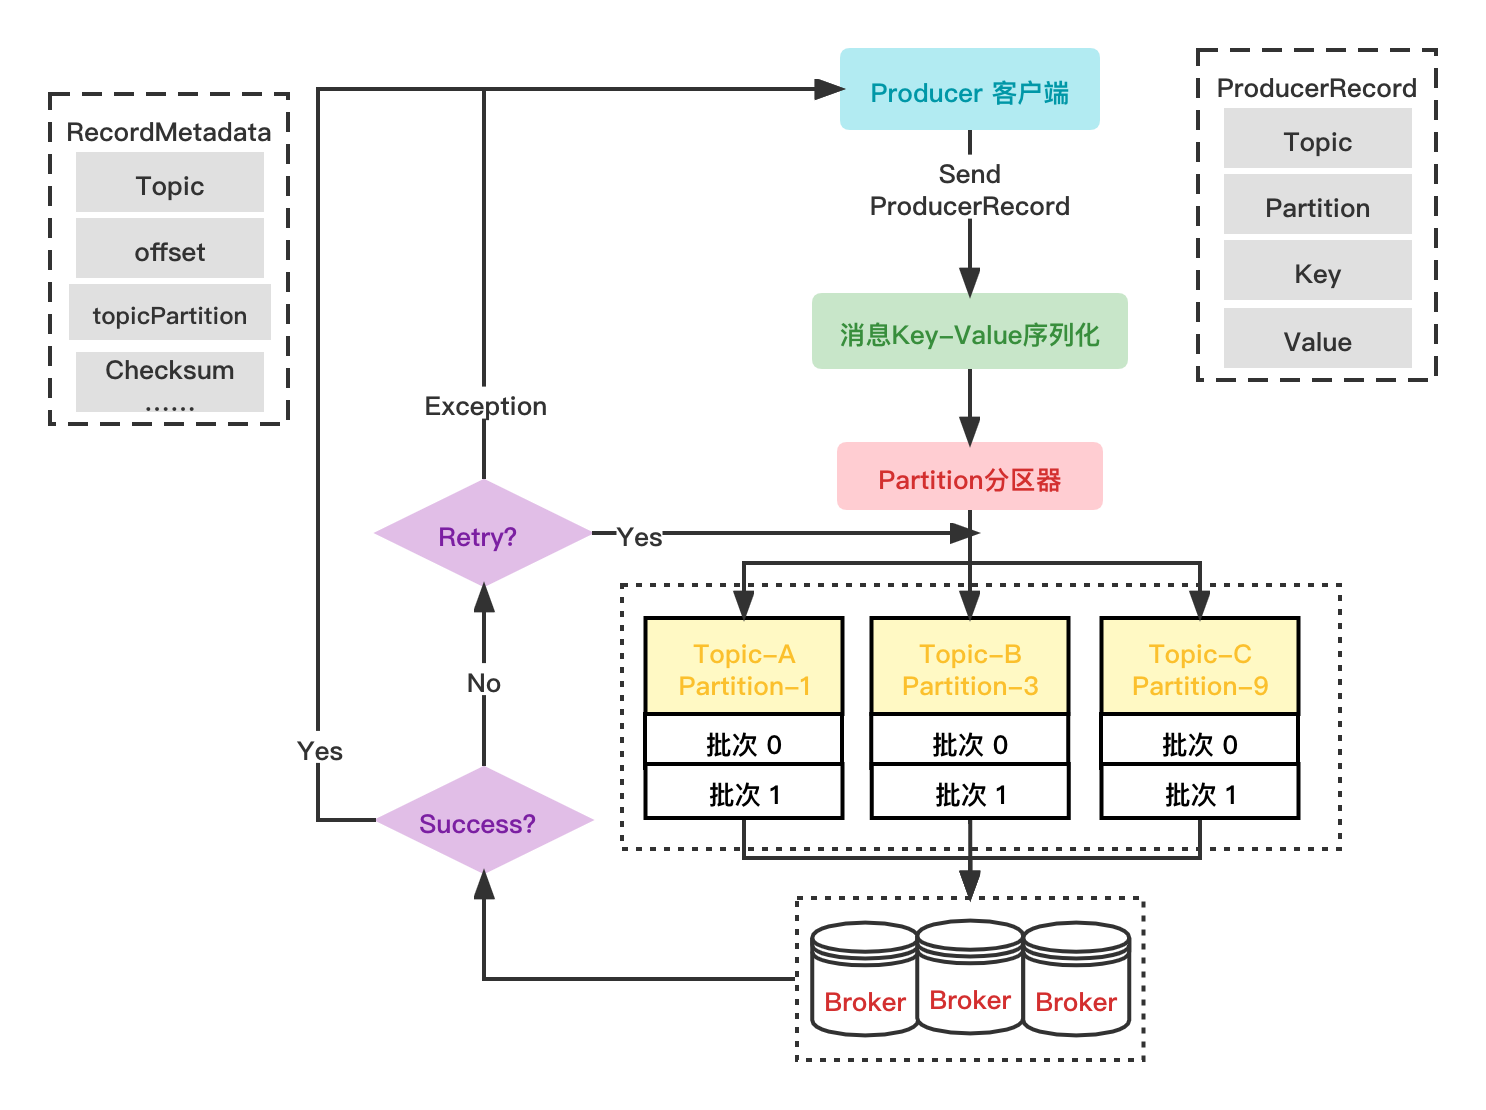 RecordMetadata
Topic
offset
topicPartition
Checksum
......
Producer 客户端
Send
ProducerRecord
消息Key-Value序列化
Partition分区器
ProducerRecord
Topic
Partition
Key
Value
Exception
Retry?
Yes
No
Yes
Success?
Topic-A
Partition-1
批次 0
批次 1
Topic-B
Partition-3
批次 0
批次 1
Topic-C
Partition-9
批次 0
批次 1
Broker
Broker
Broker